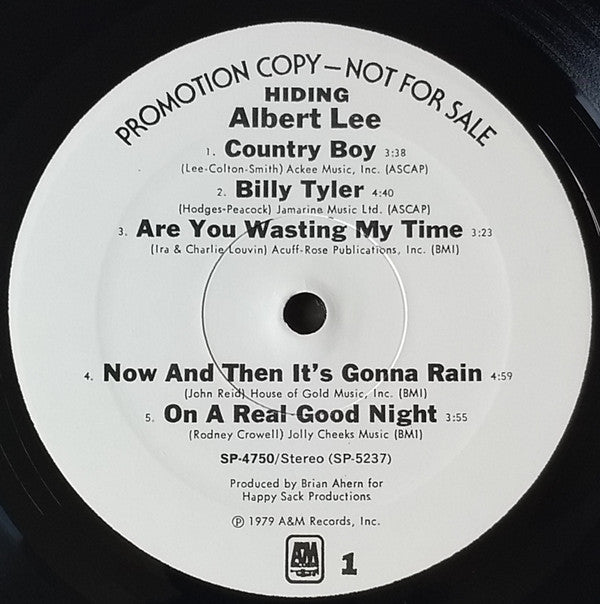 PROMOTION COPY—NOT FOR SALE
HIDING
Albert Lee
1. Country Boy 3:38
(Lee-Colton-Smith) Ackee Music, Inc. (ASCAP)
2. Billy Tyler 4:40
(Hodges-Peacock) Jamarine Music Ltd. (ASCAP)
3. Are You Wasting My Time 3:23
(Ira & Charlie Louvin) Acuff-Rose Publications, Inc. (BMI)
4. Now And Then It's Gonna Rain 4:59
(John Reid) House of Gold Music, Inc. (BMI)
5. On A Real Good Night 3:55
(Rodney Crowell) Jolly Cheeks Music (BMI)
SP-4750/Stereo (SP-5237)
Produced by Brian Ahern for
Happy Sack Productions
℗ 1979 A&M Records, Inc.
A&M 1